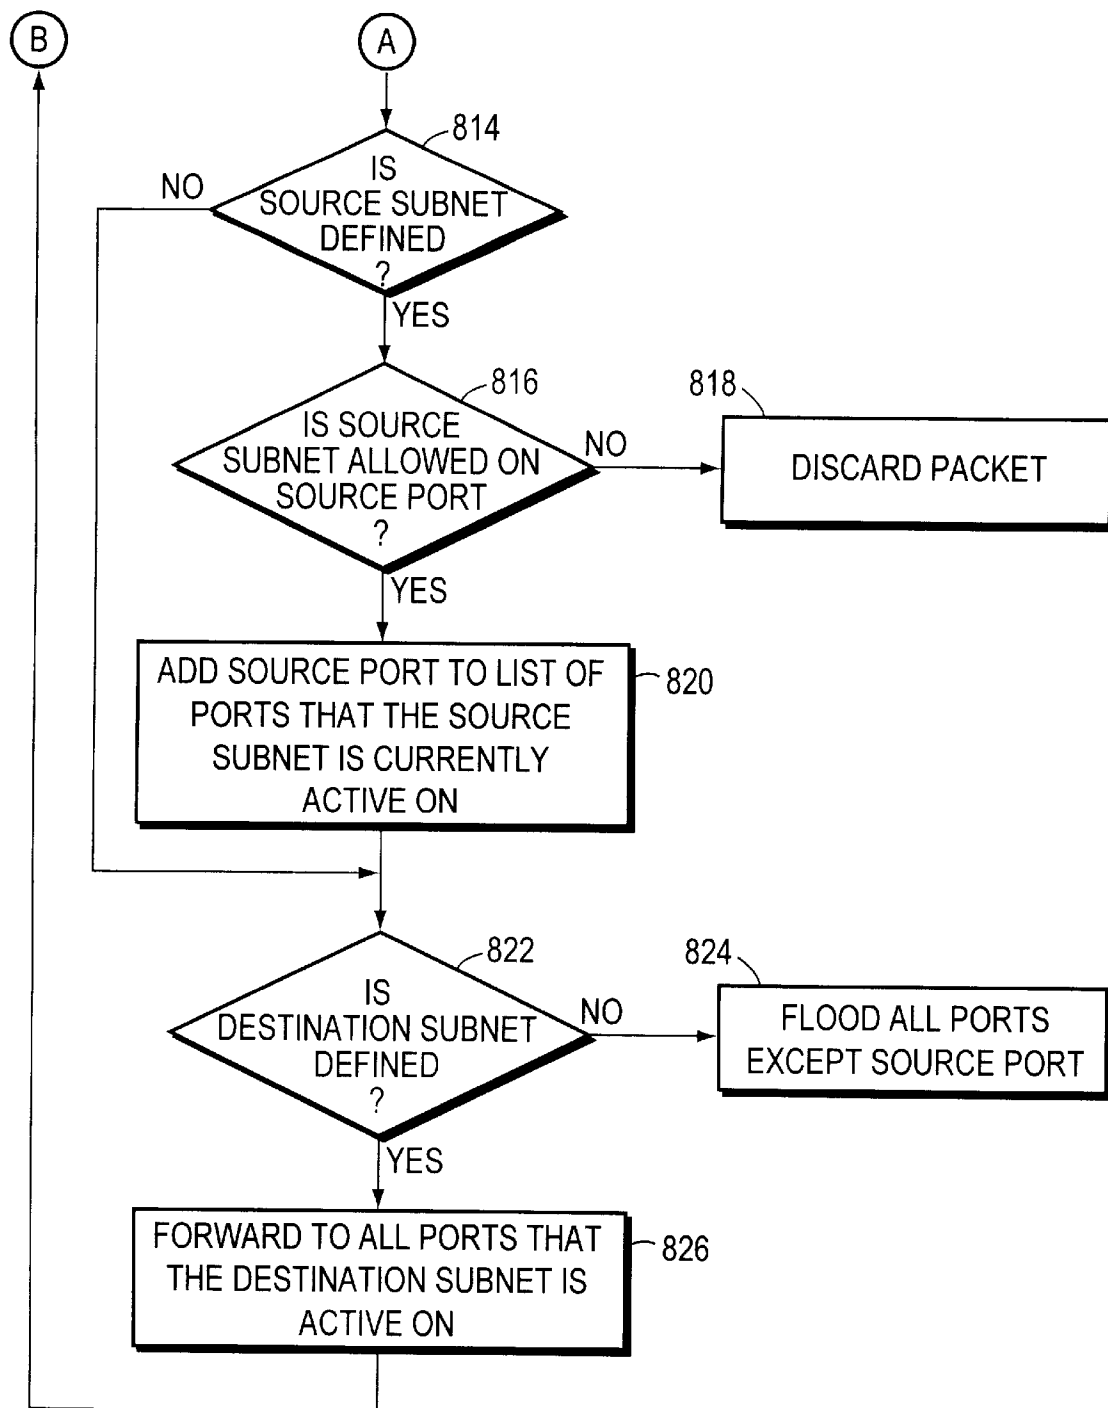 B
A
814
IS
SOURCE SUBNET
DEFINED
?
NO
YES
816
IS SOURCE
SUBNET ALLOWED ON
SOURCE PORT
?
NO
818
DISCARD PACKET
YES
ADD SOURCE PORT TO LIST OF
PORTS THAT THE SOURCE
SUBNET IS CURRENTLY
ACTIVE ON
820
822
IS
DESTINATION SUBNET
DEFINED
?
NO
824
FLOOD ALL PORTS
EXCEPT SOURCE PORT
YES
FORWARD TO ALL PORTS THAT
THE DESTINATION SUBNET IS
ACTIVE ON
826